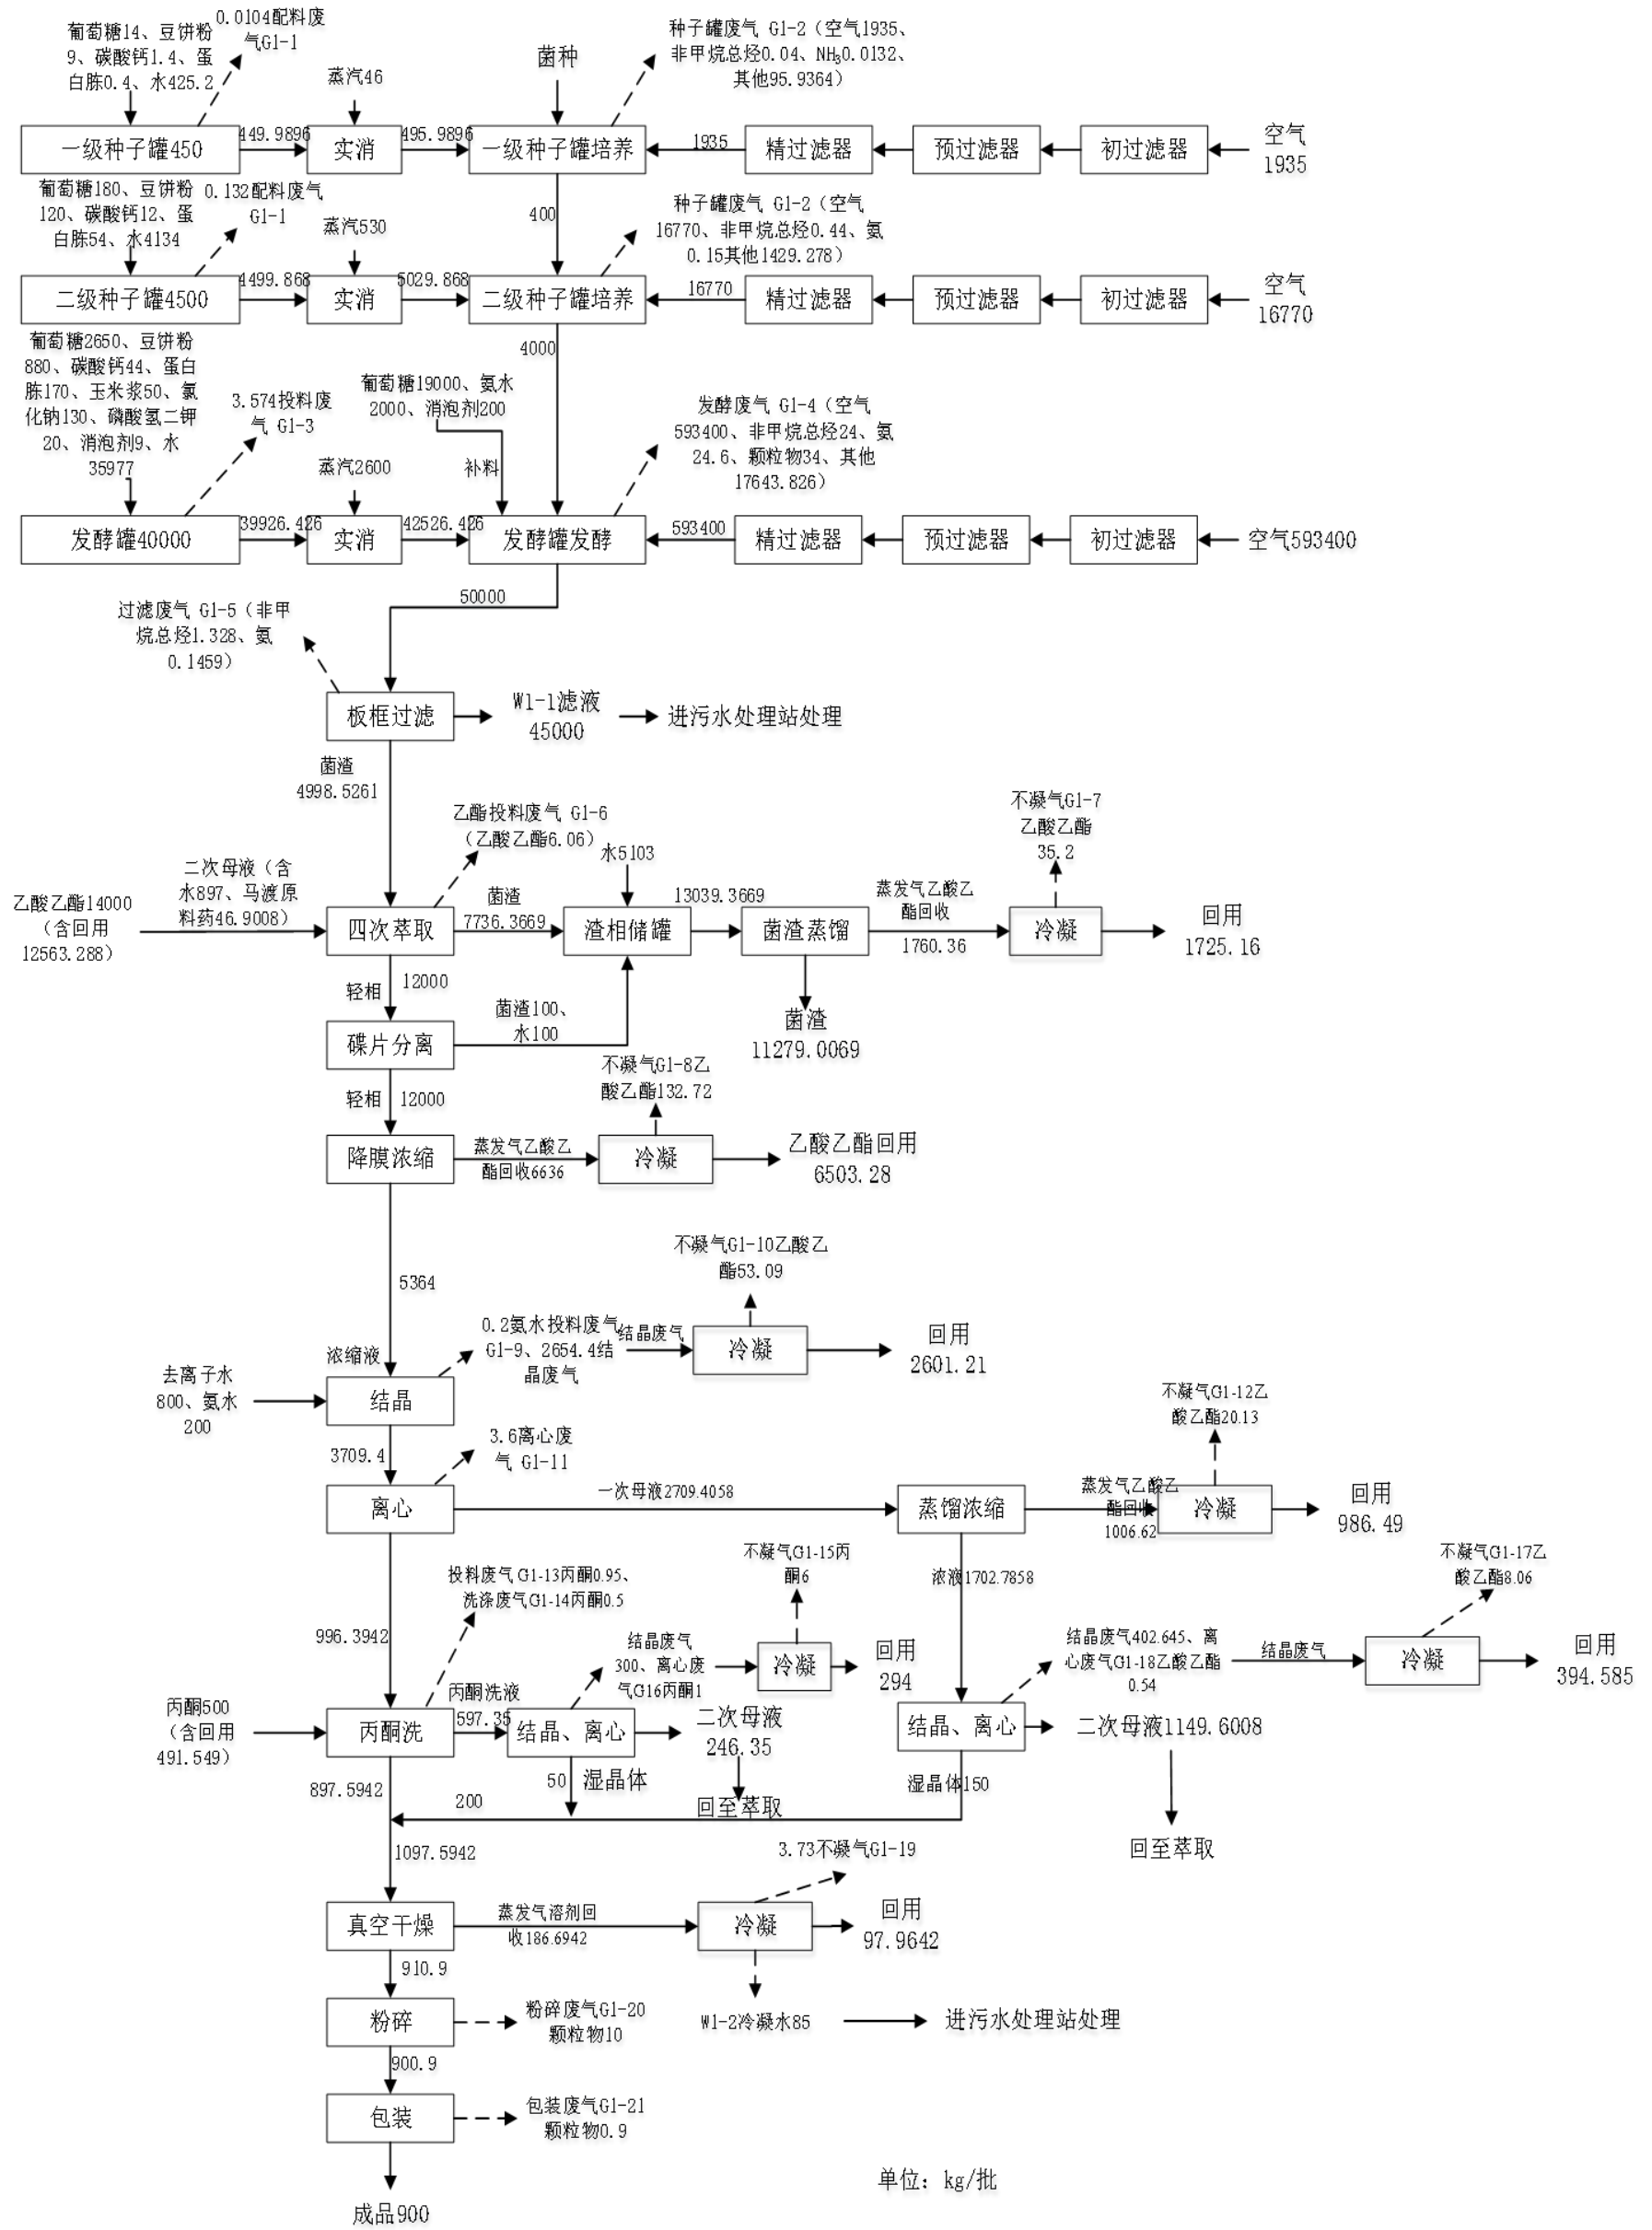 葡萄糖14、豆饼粉
9、碳酸钙1.4、蛋
白胨0.4、水425.2
0.0104配料废
气G1-1
蒸汽46
菌种
种子罐废气 G1-2（空气1935、
非甲烷总烃0.04、NH₃0.0132、
其他95.9364）
一级种子罐450
449.9896
实消
495.9896
一级种子罐培养
1935
精过滤器
预过滤器
初过滤器
空气
1935
葡萄糖180、豆饼粉
120、碳酸钙12、蛋
白胨54、水4134
0.132配料废气
G1-1
蒸汽530
400
种子罐废气 G1-2（空气
16770、非甲烷总烃0.44、氨
0.15其他1429.278）
二级种子罐4500
4499.868
实消
5029.868
二级种子罐培养
16770
精过滤器
预过滤器
初过滤器
空气
16770
葡萄糖2650、豆饼粉
880、碳酸钙44、蛋白
胨170、玉米浆50、氯
化钠130、磷酸氢二钾
20、消泡剂9、水
35977
3.574投料废
气 G1-3
蒸汽2600
葡萄糖19000、氨水
2000、消泡剂200
补料
4000
发酵废气 G1-4（空气
593400、非甲烷总烃24、氨
24.6、颗粒物34、其他
17643.826）
发酵罐40000
39926.426
实消
42526.426
发酵罐发酵
593400
精过滤器
预过滤器
初过滤器
空气593400
50000
过滤废气 G1-5（非甲
烷总烃1.328、氨
0.1459）
板框过滤
W1-1滤液
45000
进污水处理站处理
菌渣
4998.5261
乙酯投料废气 G1-6
（乙酸乙酯6.06）
不凝气G1-7
乙酸乙酯
35.2
乙酸乙酯14000
（含回用
12563.288）
二次母液（含
水897、马渡原
料药46.9008）
四次萃取
菌渣
7736.3669
水5103
渣相储罐
13039.3669
菌渣蒸馏
蒸发气乙酸乙
酯回收
1760.36
冷凝
回用
1725.16
轻相
12000
菌渣100、
水100
菌渣
11279.0069
碟片分离
轻相
12000
不凝气G1-8乙
酸乙酯132.72
降膜浓缩
蒸发气乙酸乙
酯回收6636
冷凝
乙酸乙酯回用
6503.28
5364
不凝气G1-10乙酸乙
酯53.09
浓缩液
0.2氨水投料废气
G1-9、2654.4结
晶废气
结晶废气
冷凝
回用
2601.21
去离子水
800、氨水
200
结晶
3709.4
3.6离心废
气 G1-11
不凝气G1-12乙
酸乙酯20.13
离心
一次母液2709.4058
蒸馏浓缩
蒸发气乙酸乙
酯回收
1006.62
冷凝
回用
986.49
996.3942
投料废气G1-13丙酮0.95、
洗涤废气G1-14丙酮0.5
不凝气G1-15丙
酮6
浓液1702.7858
不凝气G1-17乙
酸乙酯8.06
结晶废气
300、离心废
气G16丙酮1
冷凝
回用
294
结晶废气402.645、离
心废气G1-18乙酸乙酯
0.54
结晶废气
冷凝
回用
394.585
丙酮500
（含回用
491.549）
丙酮洗
丙酮洗液
597.35
结晶、离心
二次母液
246.35
结晶、离心
二次母液1149.6008
897.5942
50
湿晶体
湿晶体150
200
回至萃取
回至萃取
1097.5942
3.73不凝气G1-19
真空干燥
蒸发气溶剂回
收186.6942
冷凝
回用
97.9642
910.9
粉碎
粉碎废气G1-20
颗粒物10
W1-2冷凝水85
进污水处理站处理
900.9
包装
包装废气G1-21
颗粒物0.9
单位：kg/批
成品900